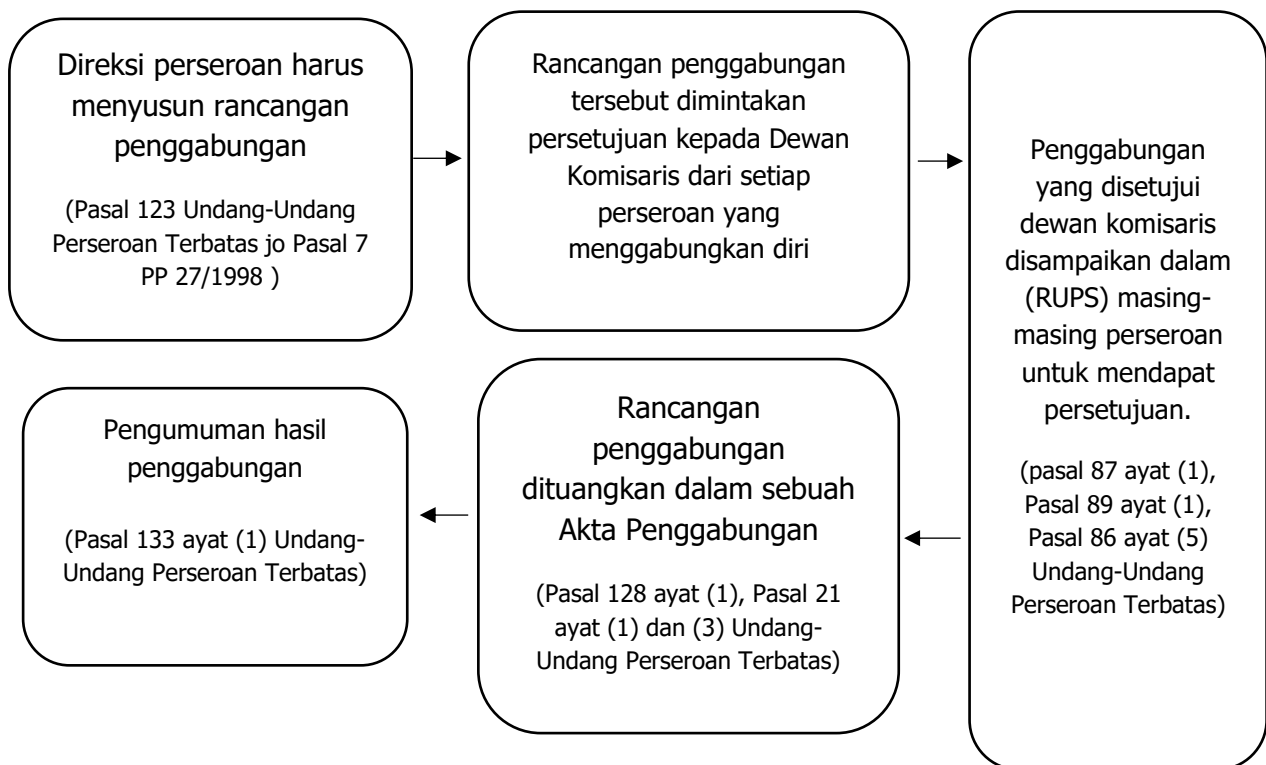 Direksi perseroan harus
menyusun rancangan
penggabungan
(Pasal 123 Undang-Undang
Perseroan Terbatas jo Pasal 7
PP 27/1998 )
Rancangan penggabungan
tersebut dimintakan
persetujuan kepada Dewan
Komisaris dari setiap
perseroan yang
menggabungkan diri
Penggabungan
yang disetujui
dewan komisaris
disampaikan dalam
(RUPS) masing-
masing perseroan
untuk mendapat
persetujuan.
(pasal 87 ayat (1),
Pasal 89 ayat (1),
Pasal 86 ayat (5)
Undang-Undang
Perseroan Terbatas)
Rancangan
penggabungan
dituangkan dalam sebuah
Akta Penggabungan
(Pasal 128 ayat (1), Pasal 21
ayat (1) dan (3) Undang-
Undang Perseroan Terbatas)
Pengumuman hasil
penggabungan
(Pasal 133 ayat (1) Undang-
Undang Perseroan Terbatas)